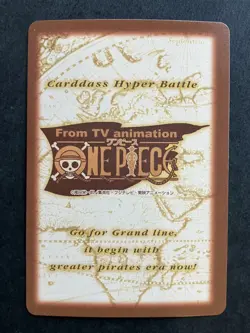 Carddass Hyper Battle
From TV animation
ワンピース
ONE PIECE
Go for Grand line,
it begin with
greater pirates era now!